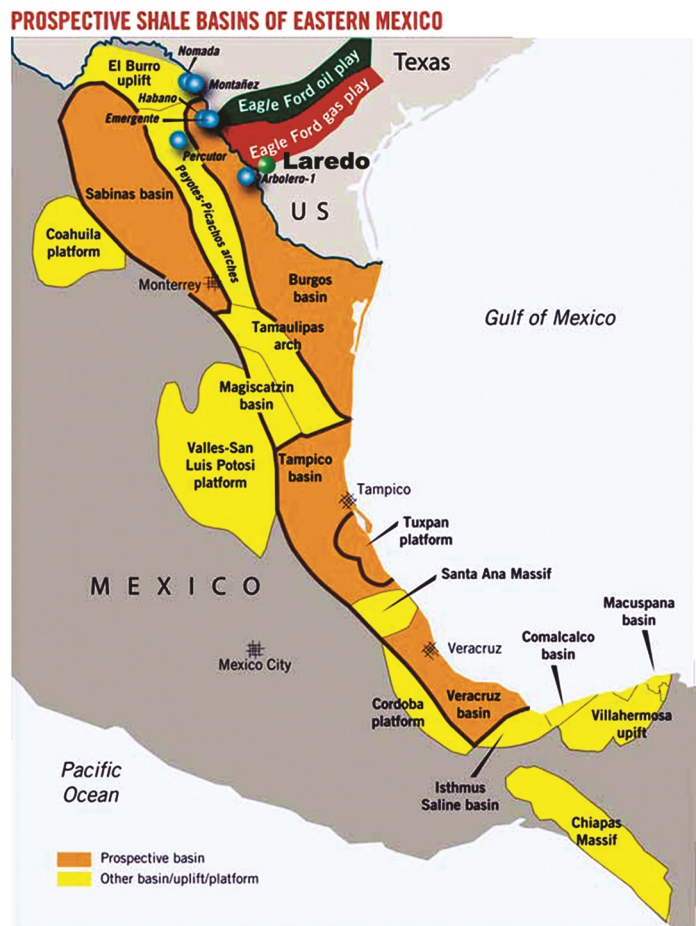 PROSPECTIVE SHALE BASINS OF EASTERN MEXICO
Nomada
El Burro
uplift
Montañez
Texas
Habano
Eagle Ford oil play
Emergente
Eagle Ford gas play
Percutor
Laredo
Arbolero-1
Sabinas basin
Peyotes-Picachos arches
US
Coahuila
platform
Monterrey
Burgos
basin
Gulf of Mexico
Tamaulipas
arch
Magiscatzin
basin
Valles-San
Luis Potosi
platform
Tampico
basin
Tampico
Tuxpan
platform
MEXICO
Santa Ana Massif
Macuspana
basin
Mexico City
Veracruz
Comalcalco
basin
Cordoba
platform
Veracruz
basin
Villahermosa
upift
Pacific
Ocean
Isthmus
Saline basin
Chiapas
Massif
Prospective basin
Other basin/uplift/platform